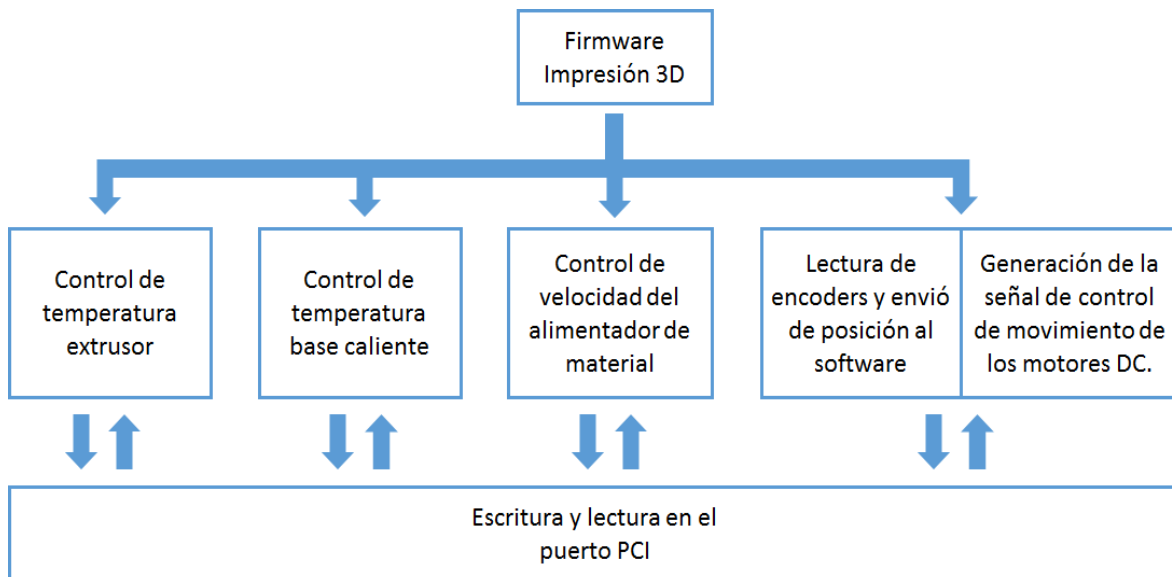 Firmware
Impresión 3D
Control de
temperatura
extrusor
Control de
temperatura
base caliente
Control de
velocidad del
alimentador de
material
Lectura de
encoders y envió
de posición al
software
Generación de la
señal de control
de movimiento de
los motores DC.
Escritura y lectura en el
puerto PCI